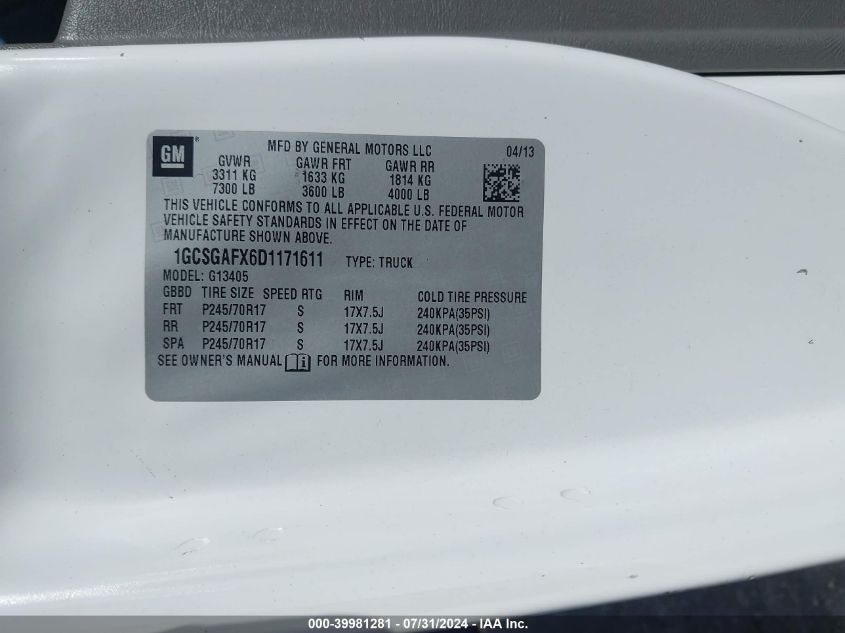 GM ®
MFD BY GENERAL MOTORS LLC 04/13
GVWR GAWR FRT GAWR RR
3311 KG 1633 KG 1814 KG
7300 LB 3600 LB 4000 LB
THIS VEHICLE CONFORMS TO ALL APPLICABLE U.S. FEDERAL MOTOR
VEHICLE SAFETY STANDARDS IN EFFECT ON THE DATE OF
MANUFACTURE SHOWN ABOVE.
1GCSGAFX6D1171611 TYPE: TRUCK
MODEL: G13405
GBBD TIRE SIZE SPEED RTG RIM COLD TIRE PRESSURE
FRT P245/70R17 S 17X7.5J 240KPA(35PSI)
RR P245/70R17 S 17X7.5J 240KPA(35PSI)
SPA P245/70R17 S 17X7.5J 240KPA(35PSI)
SEE OWNER'S MANUAL i FOR MORE INFORMATION.
000-39981281 - 07/31/2024 - IAA Inc.